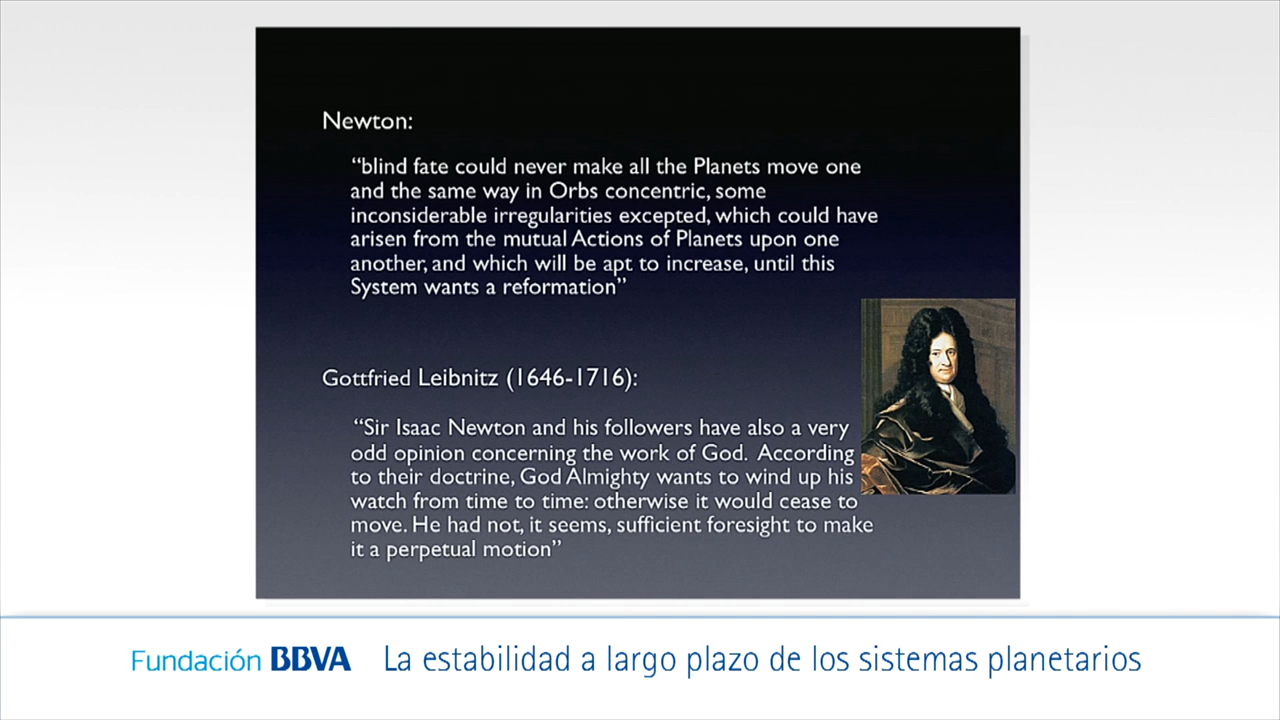 Newton:
“blind fate could never make all the Planets move one
and the same way in Orbs concentric, some
inconsiderable irregularities excepted, which could have
arisen from the mutual Actions of Planets upon one
another, and which will be apt to increase, until this
System wants a reformation”
Gottfried Leibnitz (1646-1716):
“Sir Isaac Newton and his followers have also a very
odd opinion concerning the work of God. According
to their doctrine, God Almighty wants to wind up his
watch from time to time: otherwise it would cease to
move. He had not, it seems, sufficient foresight to make
it a perpetual motion”
Fundación BBVA La estabilidad a largo plazo de los sistemas planetarios